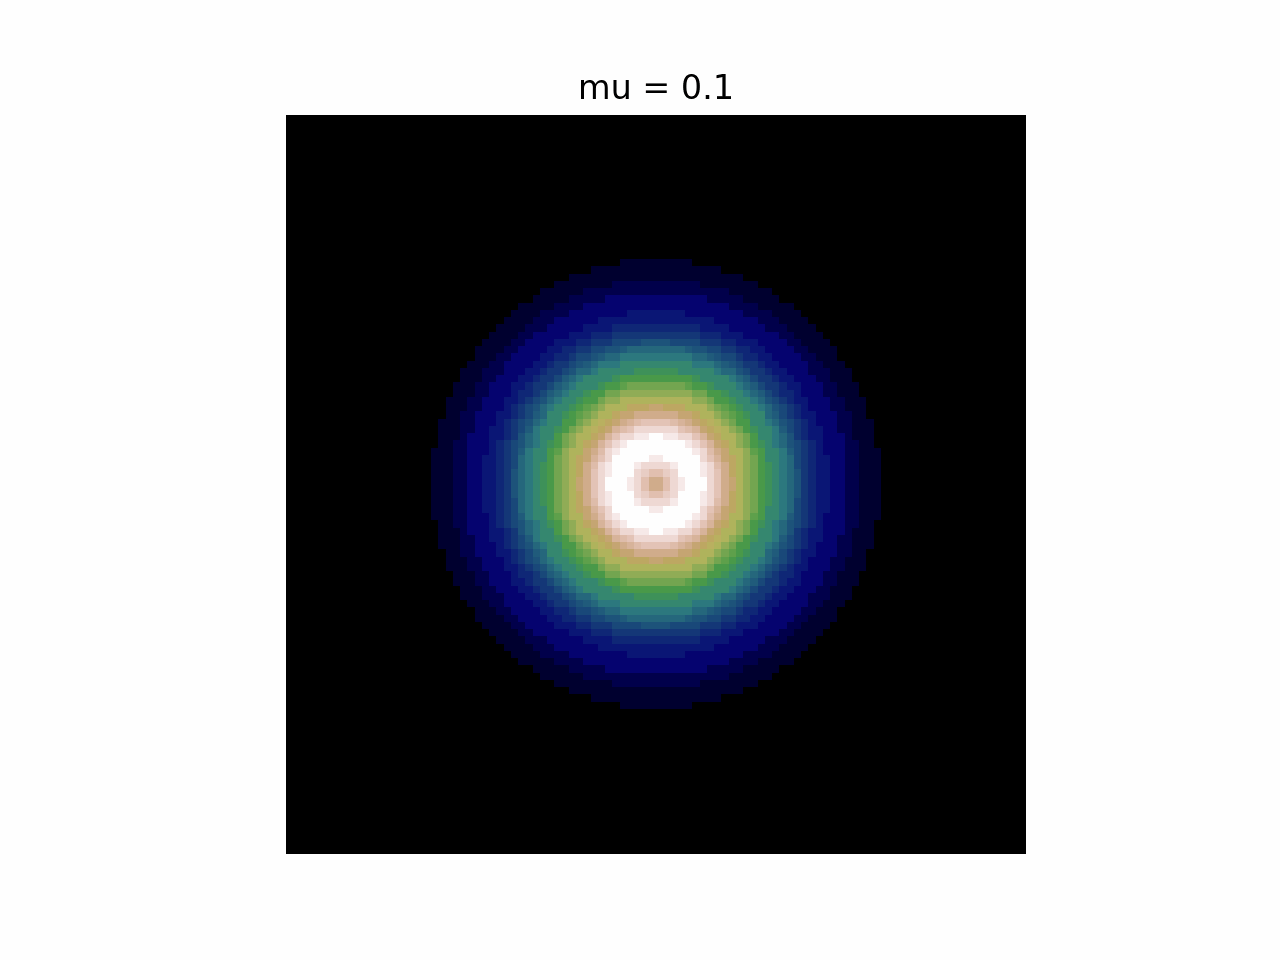 mu = 0.1